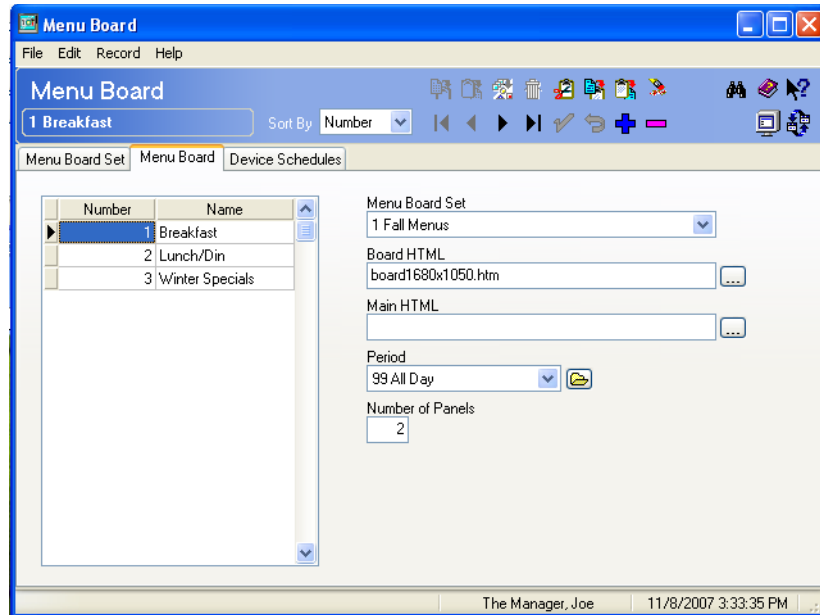 Menu Board
File Edit Record Help
Menu Board
1 Breakfast
Sort By Number
Menu Board Set Menu Board Device Schedules
Number Name
1 Breakfast
2 Lunch/Din
3 Winter Specials
Menu Board Set
1 Fall Menus
Board HTML
board1680x1050.htm
...
Main HTML
...
Period
99 All Day
Number of Panels
2
The Manager, Joe 11/8/2007 3:33:35 PM